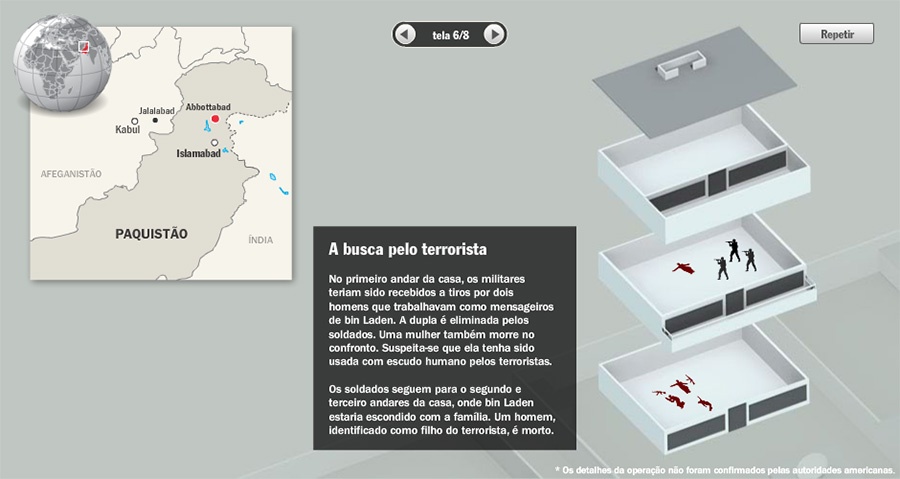 tela 6/8
Repetir
Jalalabad
Abbottabad
Kabul
Islamabad
AFEGANISTÃO
PAQUISTÃO
ÍNDIA
A busca pelo terrorista
No primeiro andar da casa, os militares
teriam sido recebidos a tiros por dois
homens que trabalhavam como mensageiros
de bin Laden. A dupla é eliminada pelos
soldados. Uma mulher também morre no
confronto. Suspeita-se que ela tenha sido
usada com escudo humano pelos terroristas.
Os soldados seguem para o segundo e
terceiro andares da casa, onde bin Laden
estaria escondido com a família. Um homem,
identificado como filho do terrorista, é morto.
* Os detalhes da operação não foram confirmados pelas autoridades americanas.